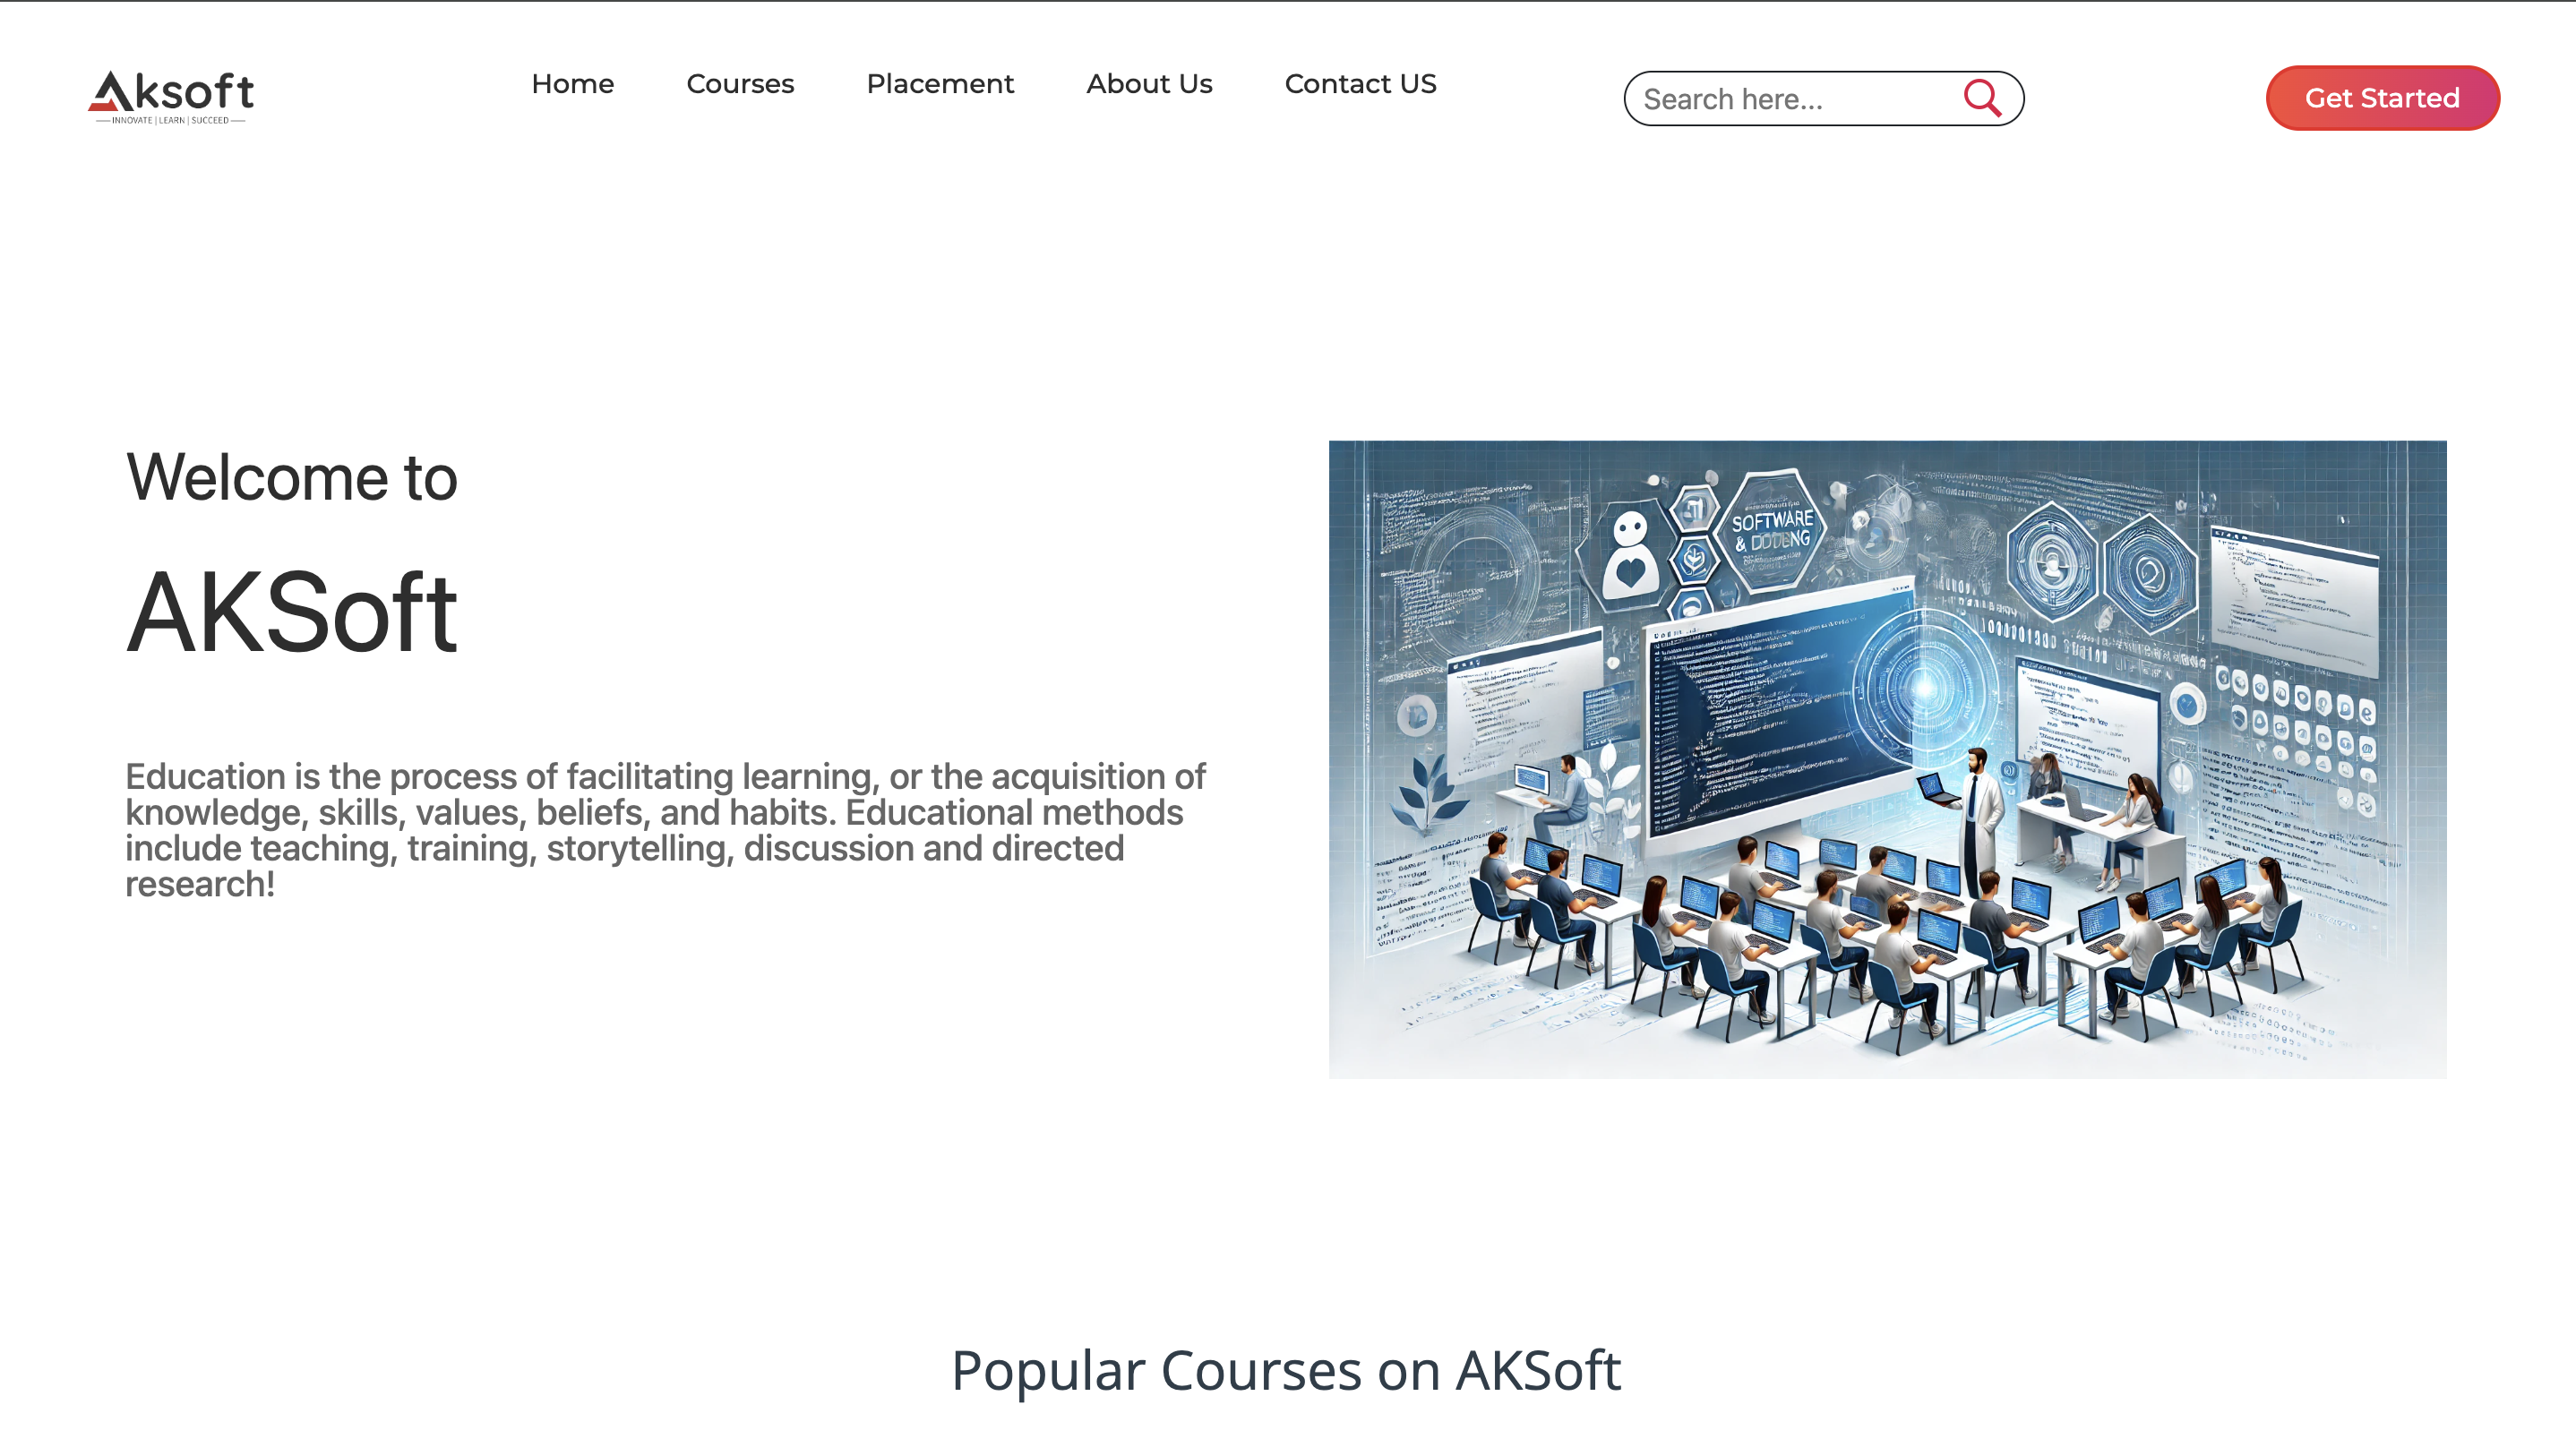 Aksoft
INNOVATE | LEARN | SUCCEED
Home
Courses
Placement
About Us
Contact US
Search here...
Get Started
Welcome to
AKSoft
Education is the process of facilitating learning, or the acquisition of
knowledge, skills, values, beliefs, and habits. Educational methods
include teaching, training, storytelling, discussion and directed
research!
SOFTWARE
&
Popular Courses on AKSoft